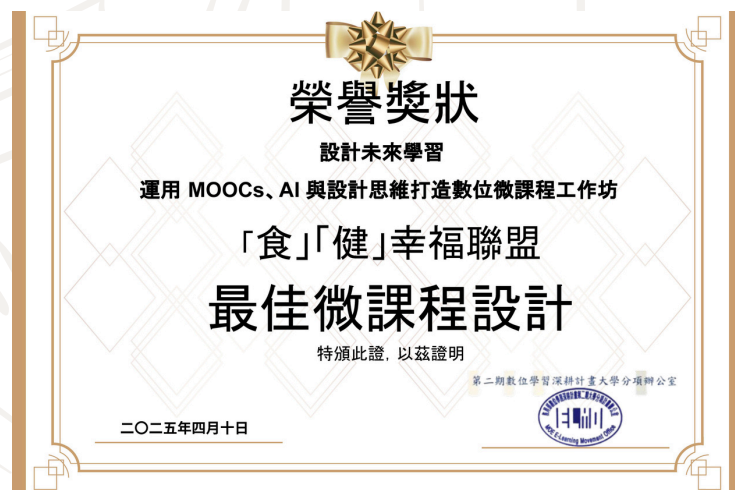 榮譽獎狀
設計未來學習
運用 MOOCs、AI 與設計思維打造數位微課程工作坊
「食」「健」幸福聯盟
最佳微課程設計
特頒此證，以茲證明
第二期數位學習深耕計畫大學分項辦公室
MOE E-Learning Movement Office
二〇二五年四月十日